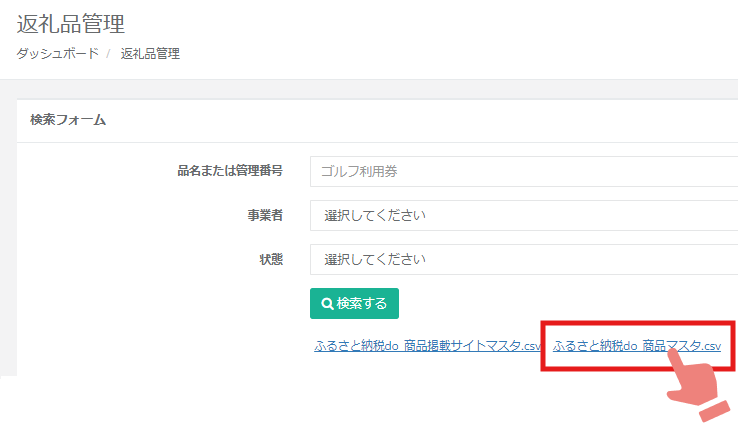 返礼品管理
ダッシュボード / 返礼品管理
検索フォーム
品名または管理番号 ゴルフ利用券
事業者 選択してください
状態 選択してください
検索する
ふるさと納税do_商品掲載サイトマスタ.csv ふるさと納税do_商品マスタ.csv